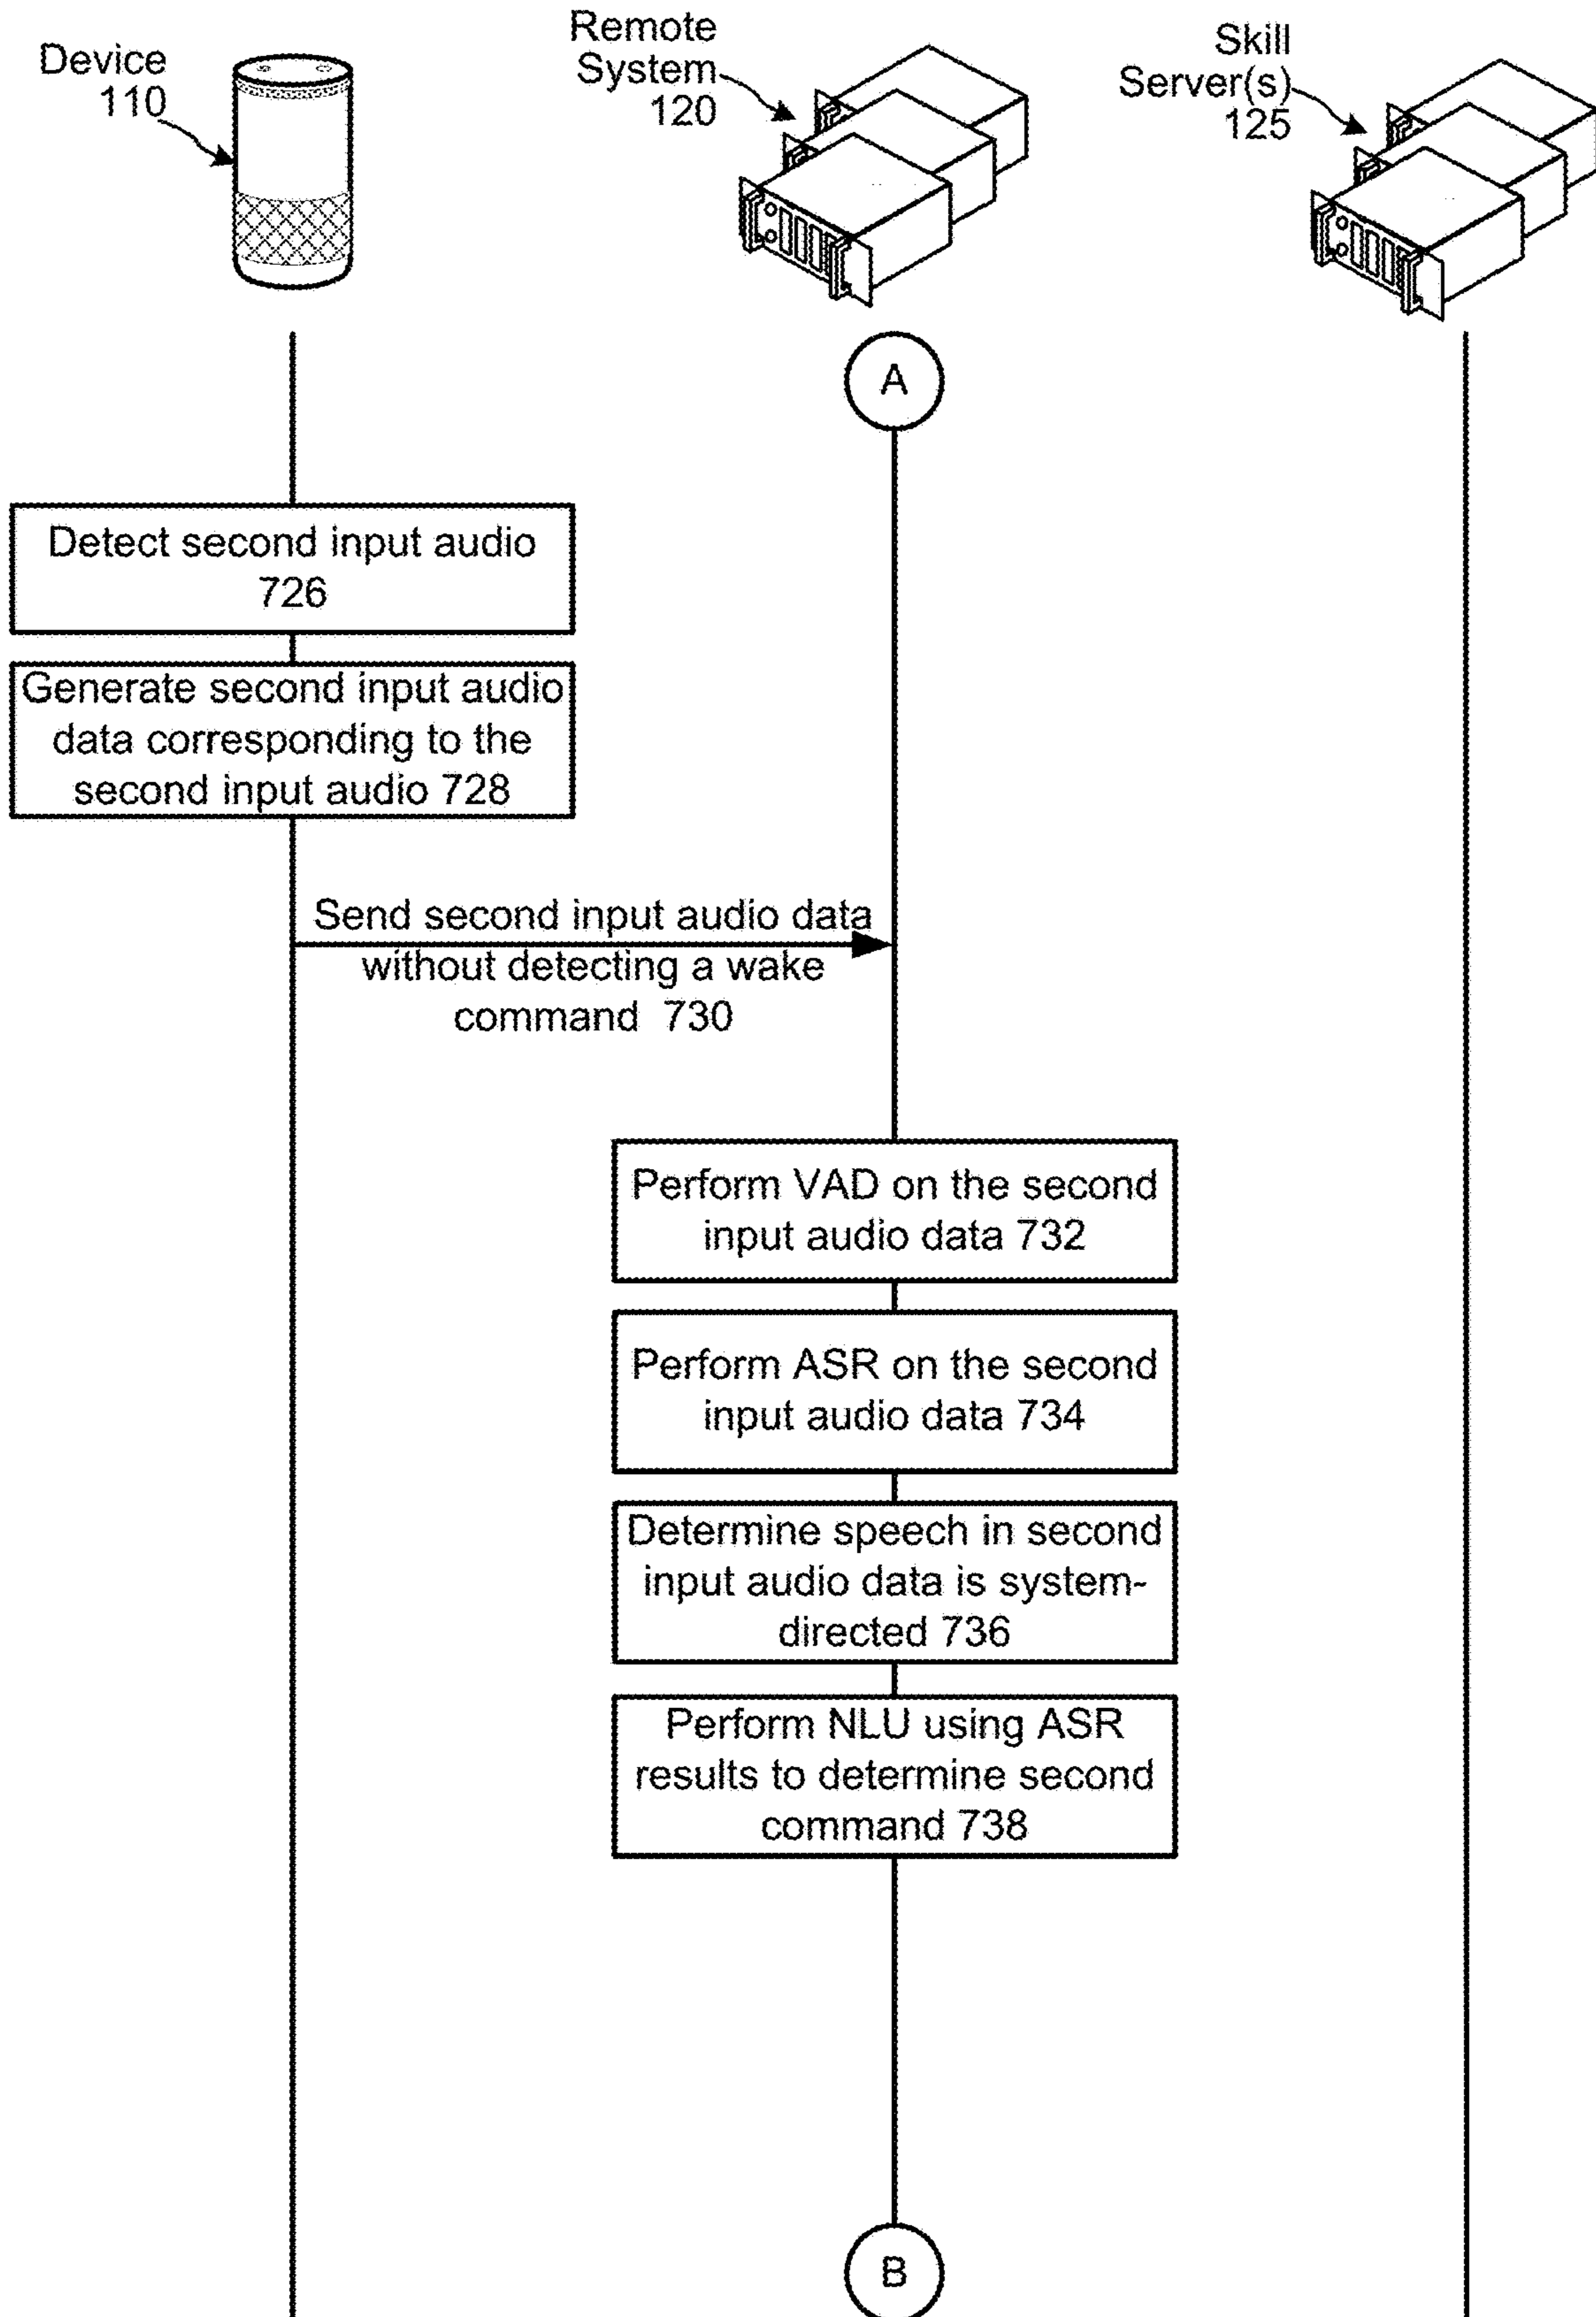 Device
110
Remote
System
120
Skill
Server(s)
125
A
Detect second input audio
726
Generate second input audio
data corresponding to the
second input audio 728
Send second input audio data
without detecting a wake
command 730
Perform VAD on the second
input audio data 732
Perform ASR on the second
input audio data 734
Determine speech in second
input audio data is system-
directed 736
Perform NLU using ASR
results to determine second
command 738
B